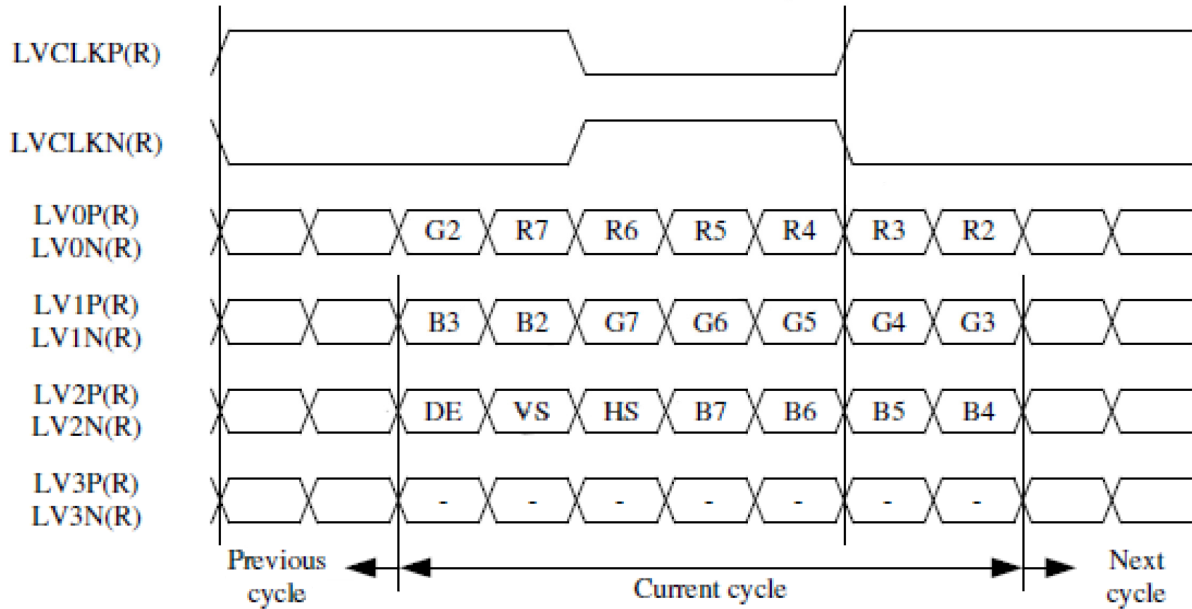 LVCLKP(R)
LVCLKN(R)
LV0P(R)
LV0N(R)
G2 R7 R6 R5 R4 R3 R2
LV1P(R)
LV1N(R)
B3 B2 G7 G6 G5 G4 G3
LV2P(R)
LV2N(R)
DE VS HS B7 B6 B5 B4
LV3P(R)
LV3N(R)
- - - - - - -
Previous
cycle
Current cycle
Next
cycle